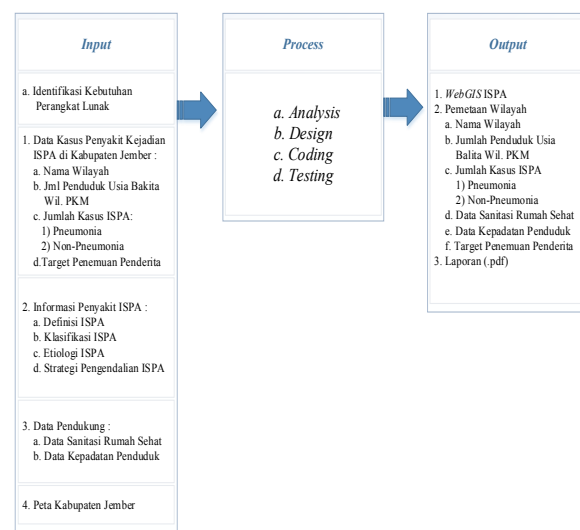 Input
a. Identifikasi Kebutuhan
Perangkat Lunak
1. Data Kasus Penyakit Kejadian
ISPA di Kabupaten Jember :
a. Nama Wilayah
b. Jml Penduduk Usia Bakita
Wil. PKM
c. Jumlah Kasus ISPA:
1) Pneumonia
2) Non-Pneumonia
d.Target Penemuan Penderita
2. Informasi Penyakit ISPA :
a. Definisi ISPA
b. Klasifikasi ISPA
c. Etiologi ISPA
d. Strategi Pengendalian ISPA
3. Data Pendukung :
a. Data Sanitasi Rumah Sehat
b. Data Kepadatan Penduduk
4. Peta Kabupaten Jember
Process
a. Analysis
b. Design
c. Coding
d. Testing
Output
1. WebGIS ISPA
2. Pemetaan Wilayah
a. Nama Wilayah
b. Jumlah Penduduk Usia
Balita Wil. PKM
c. Jumlah Kasus ISPA
1) Pneumonia
2) Non-Pneumonia
d. Data Sanitasi Rumah Sehat
e. Data Kepadatan Penduduk
f. Target Penemuan Penderita
3. Laporan (.pdf)